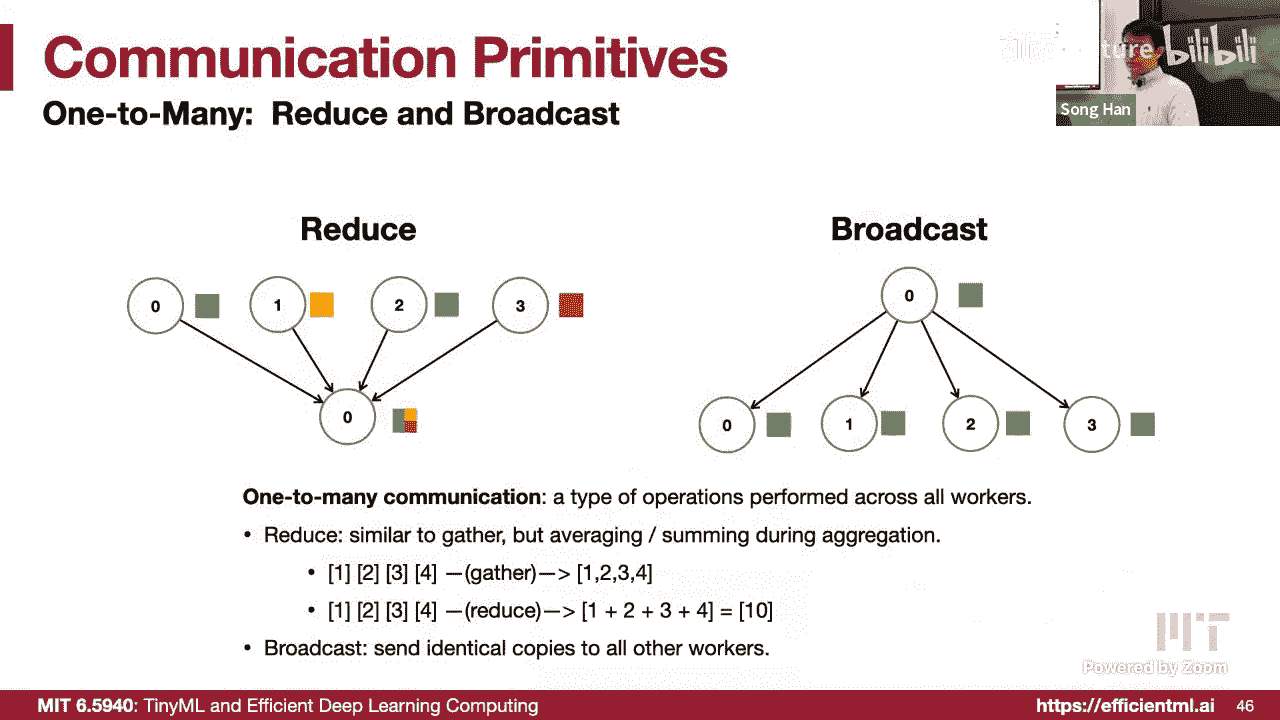 Communication Primitives
One-to-Many: Reduce and Broadcast
bilibili
Song Han
Reduce
Broadcast
0
1
2
3
0
0
0
1
2
3
One-to-many communication: a type of operations performed across all workers.
• Reduce: similar to gather, but averaging / summing during aggregation.
• [1] [2] [3] [4] —(gather)—> [1,2,3,4]
• [1] [2] [3] [4] —(reduce)—> [1 + 2 + 3 + 4] = [10]
• Broadcast: send identical copies to all other workers.
MIT
Powered by Zoom
MIT 6.5940: TinyML and Efficient Deep Learning Computing
https://efficientml.ai
46